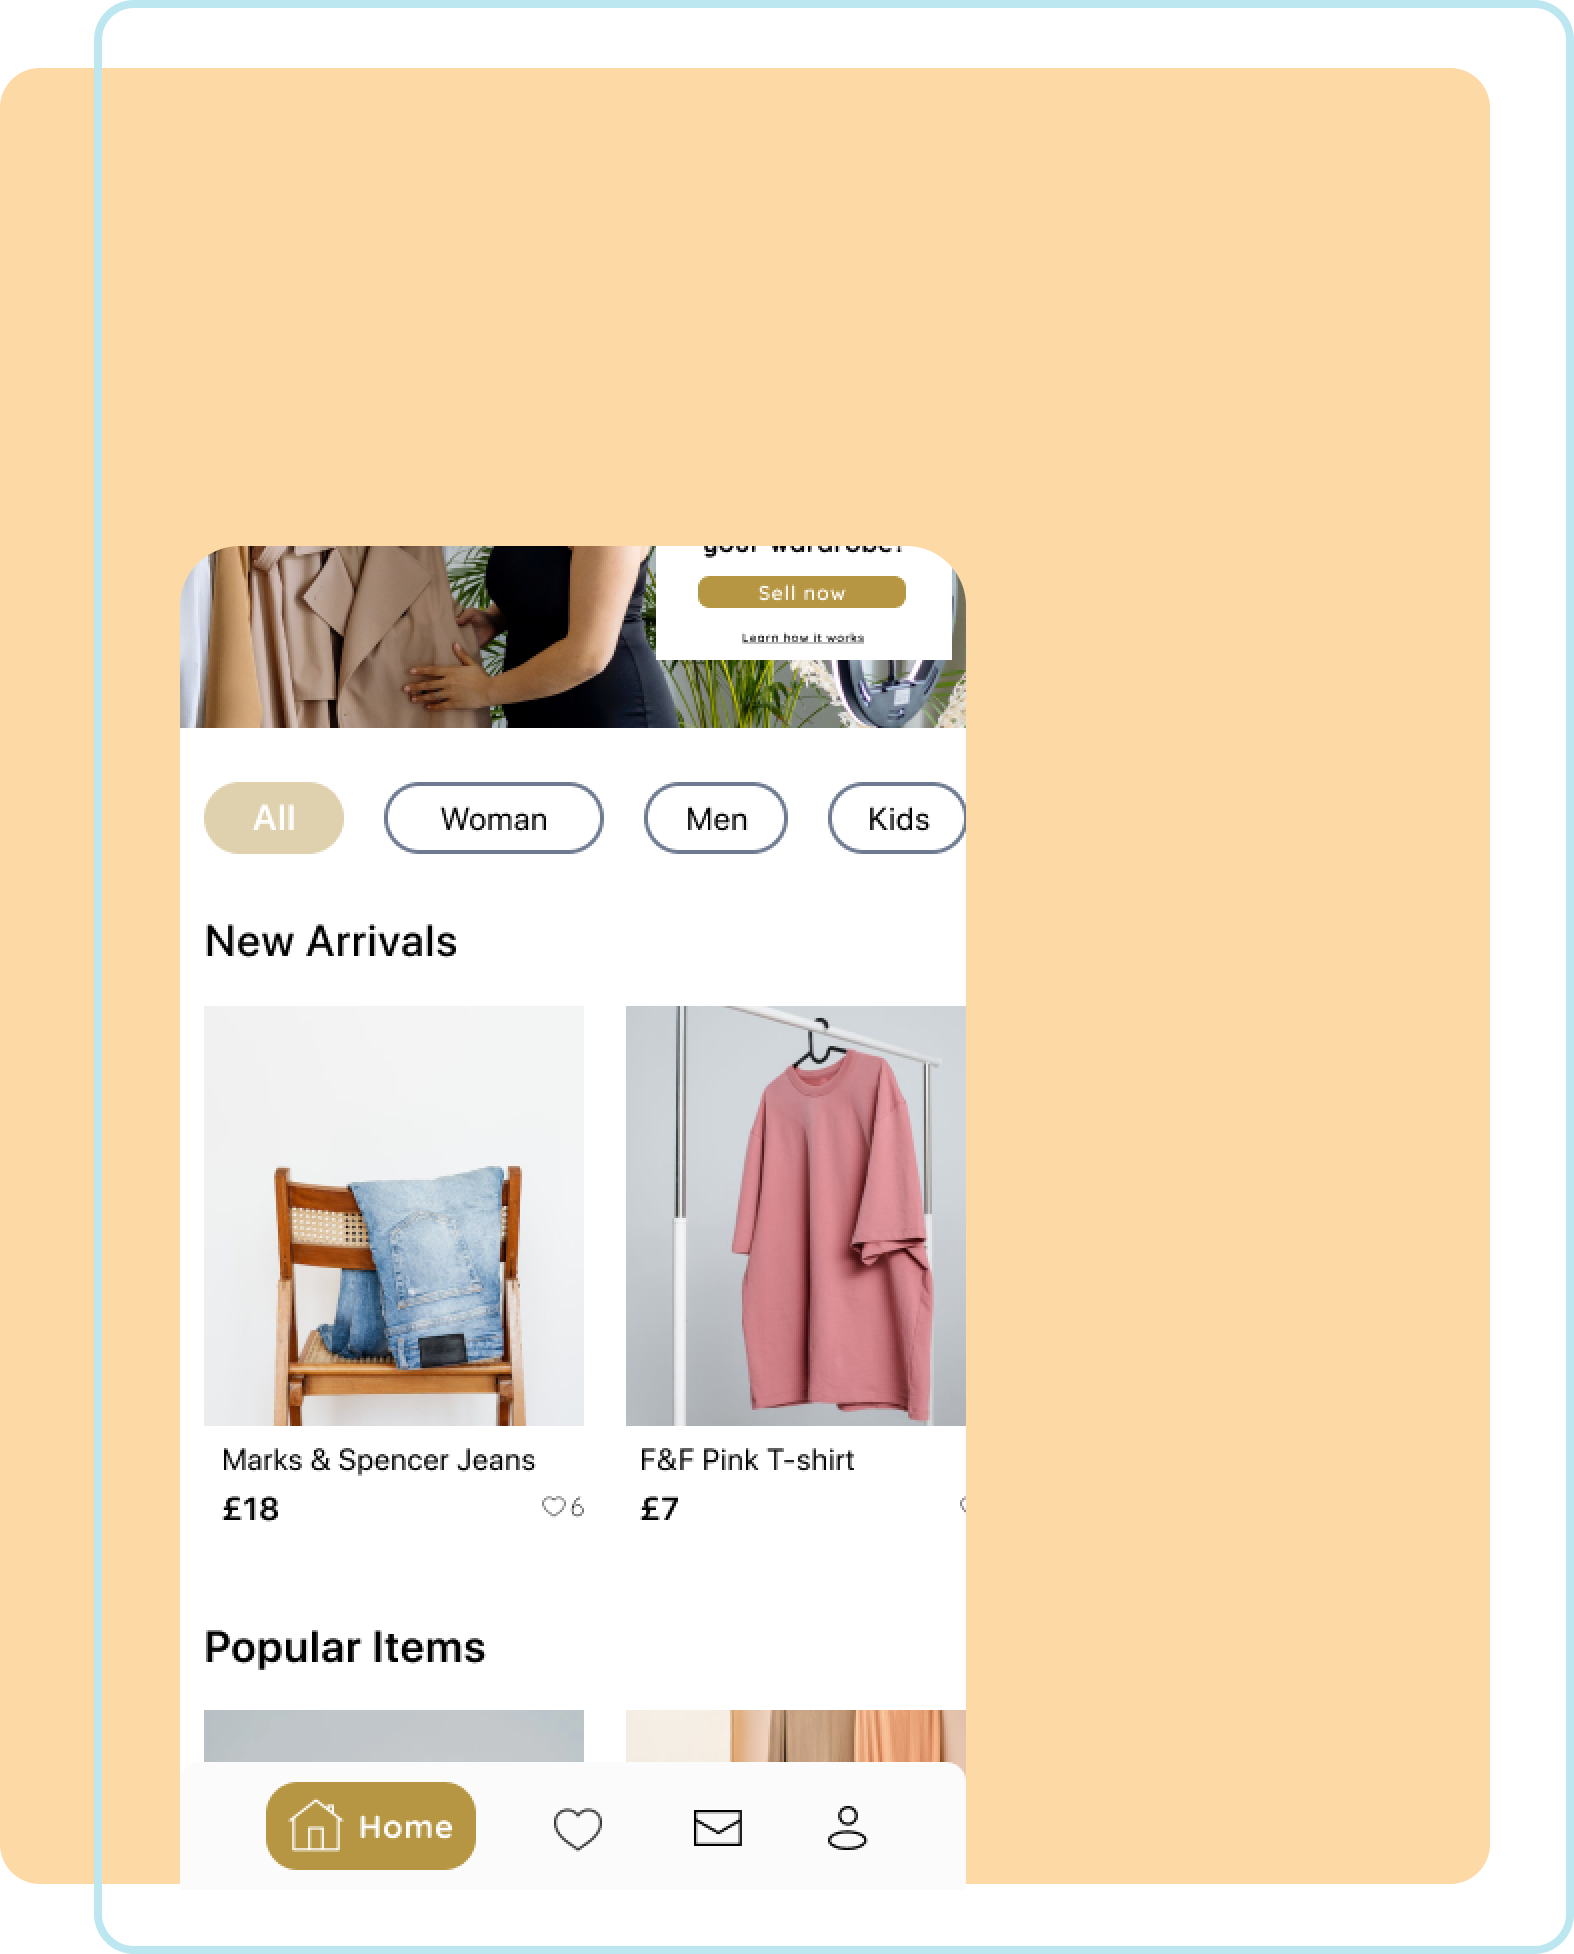 your wardrobe?
Sell now
Learn how it works
All
Woman
Men
Kids
New Arrivals
Marks & Spencer Jeans
F&F Pink T-shirt
£18
6
£7
Popular Items
Home